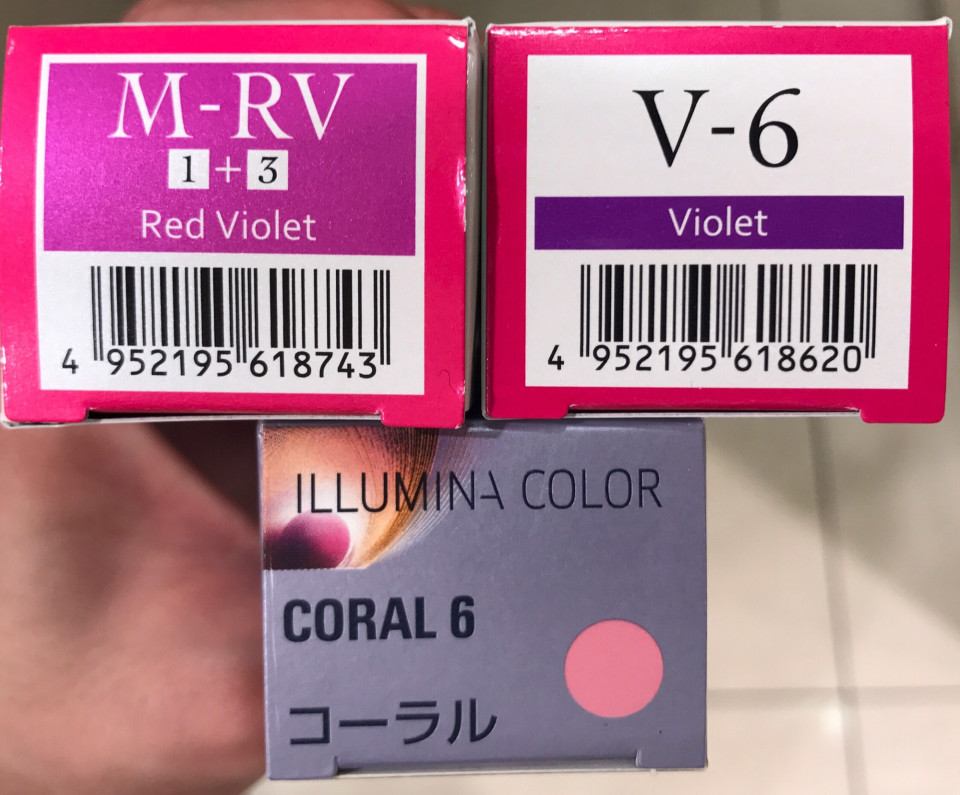 M-RV
1+3
Red Violet
4 952195 618743
V-6
Violet
4 952195 618620
ILLUMINA COLOR
CORAL 6
コーラル